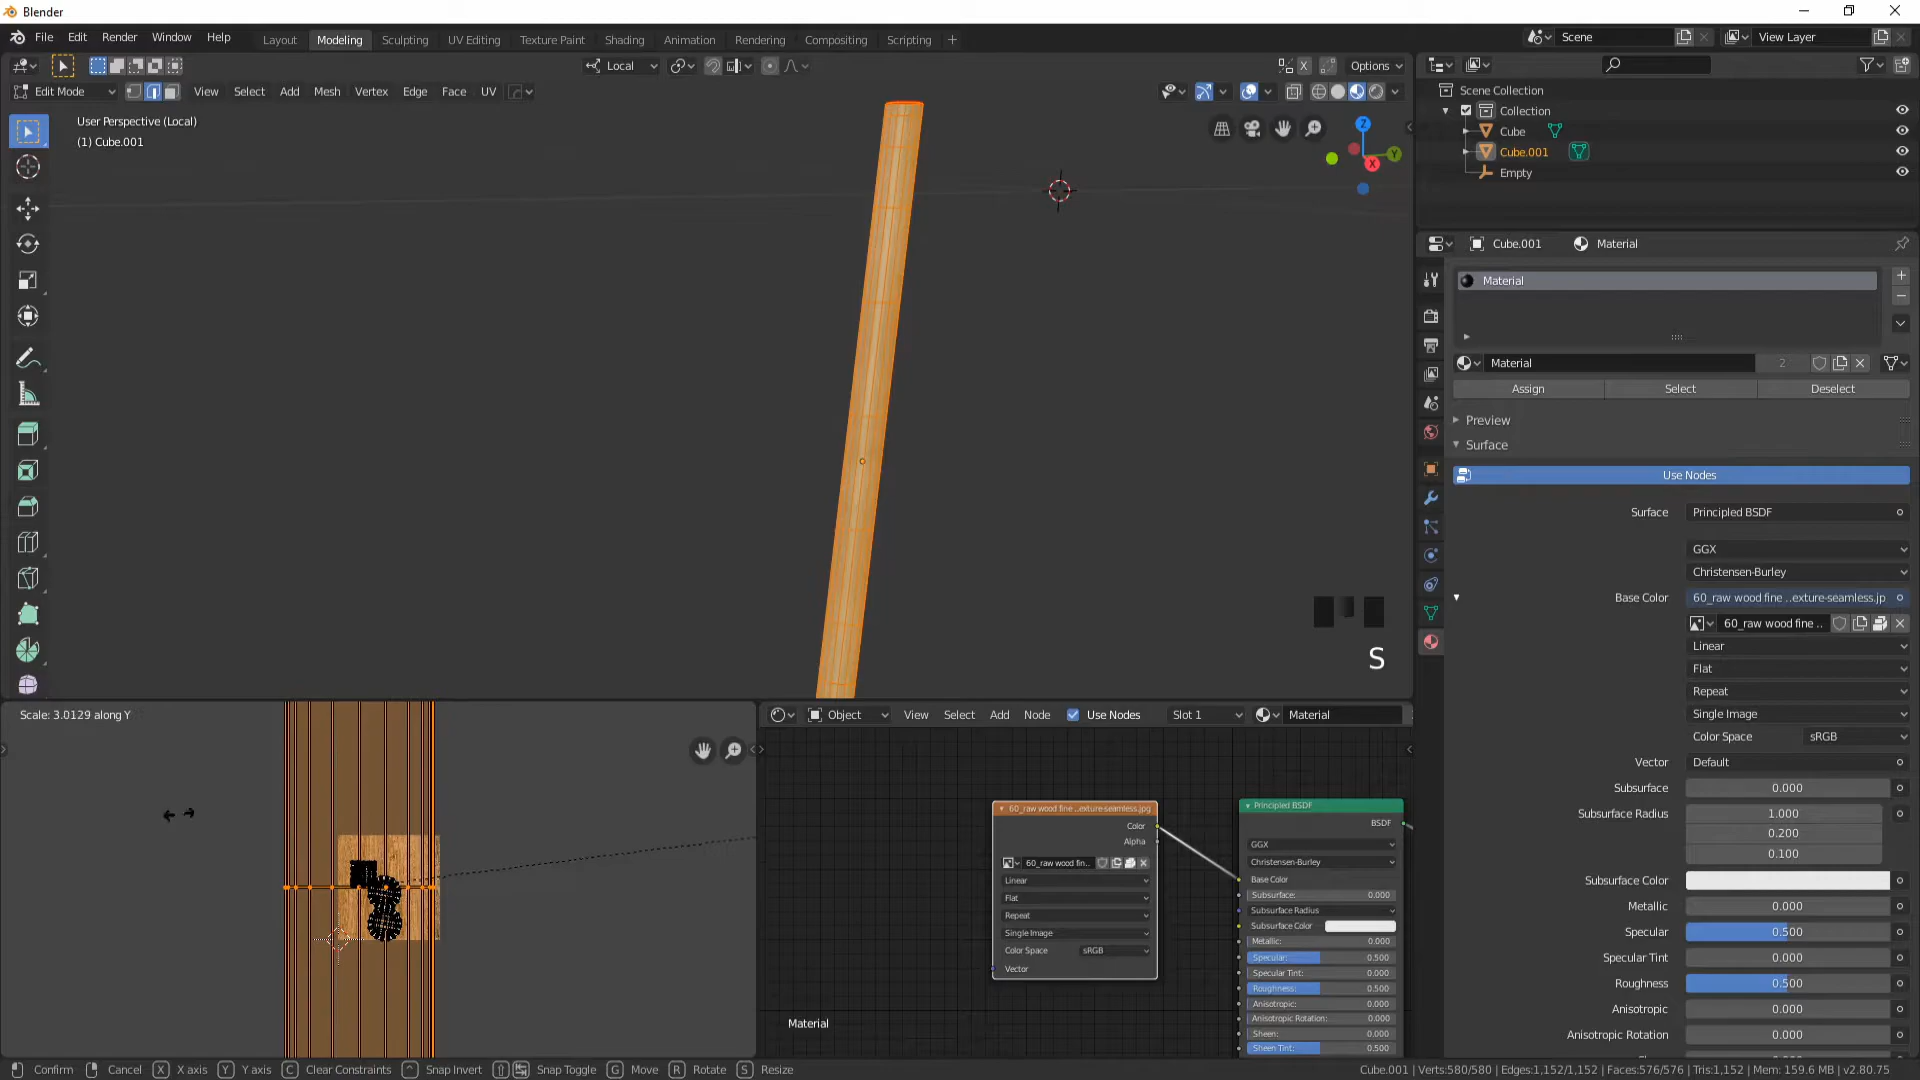 Blender
File Edit Render Window Help
Layout Modeling Sculpting UV Editing Texture Paint Shading Animation Rendering Compositing Scripting +
Scene View Layer
Local Options
Edit Mode View Select Add Mesh Vertex Edge Face UV
User Perspective (Local)
(1) Cube.001
Z
Y
X
Scene Collection
Collection
Cube
Cube.001
Empty
Cube.001 Material
Material
Material 2
Assign Select Deselect
Preview
Surface
Use Nodes
Surface Principled BSDF
GGX
Christensen-Burley
Base Color 60_raw wood fine ..exture-seamless.jp
60_raw wood fine ..
Linear
Flat
Repeat
Single Image
Color Space sRGB
Vector Default
Subsurface 0.000
Subsurface Radius 1.000
0.200
0.100
Subsurface Color
Metallic 0.000
Specular 0.500
Specular Tint 0.000
Roughness 0.500
Anisotropic 0.000
Anisotropic Rotation 0.000
S
Scale: 3.0129 along Y
Object View Select Add Node Use Nodes Slot 1 Material
60_raw wood fine ..exture-seamless.jpg
Color
Alpha
60_raw wood fin..
Linear
Flat
Repeat
Single Image
Color Space sRGB
Vector
Principled BSDF
BSDF
GGX
Christensen-Burley
Base Color
Subsurface: 0.000
Subsurface Radius
Subsurface Color
Metallic: 0.000
Specular: 0.500
Specular Tint: 0.000
Roughness: 0.500
Anisotropic: 0.000
Anisotropic Rotation: 0.000
Sheen: 0.000
Sheen Tint: 0.500
Material
Confirm Cancel X X axis Y Y axis C Clear Constraints ^ Snap Invert Snap Toggle G Move R Rotate S Resize
Cube.001 | Verts:580/580 | Edges:1,152/1,152 | Faces:576/576 | Tris:1,152 | Mem: 159.6 MB | v2.80.75